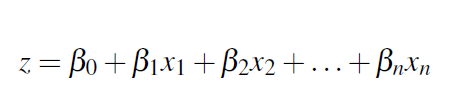 z = β₀ + β₁x₁ + β₂x₂ + … + βₙxₙ